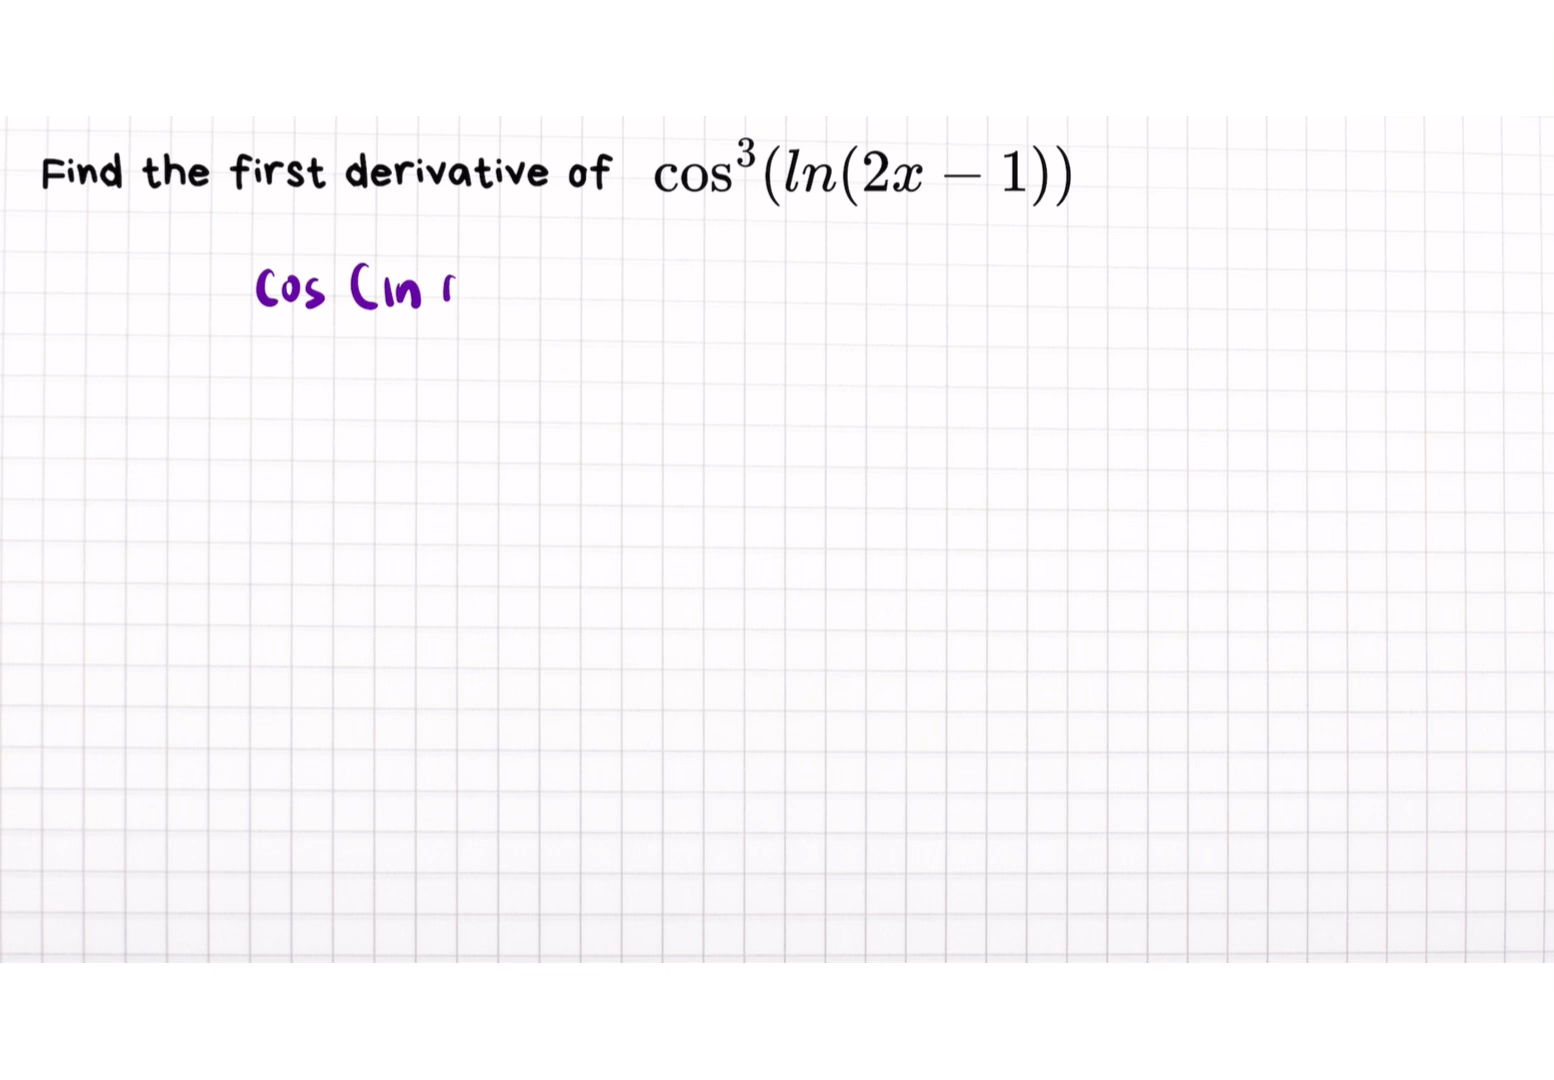 Find the first derivative of cos³(ln(2x − 1))
cos (ln (